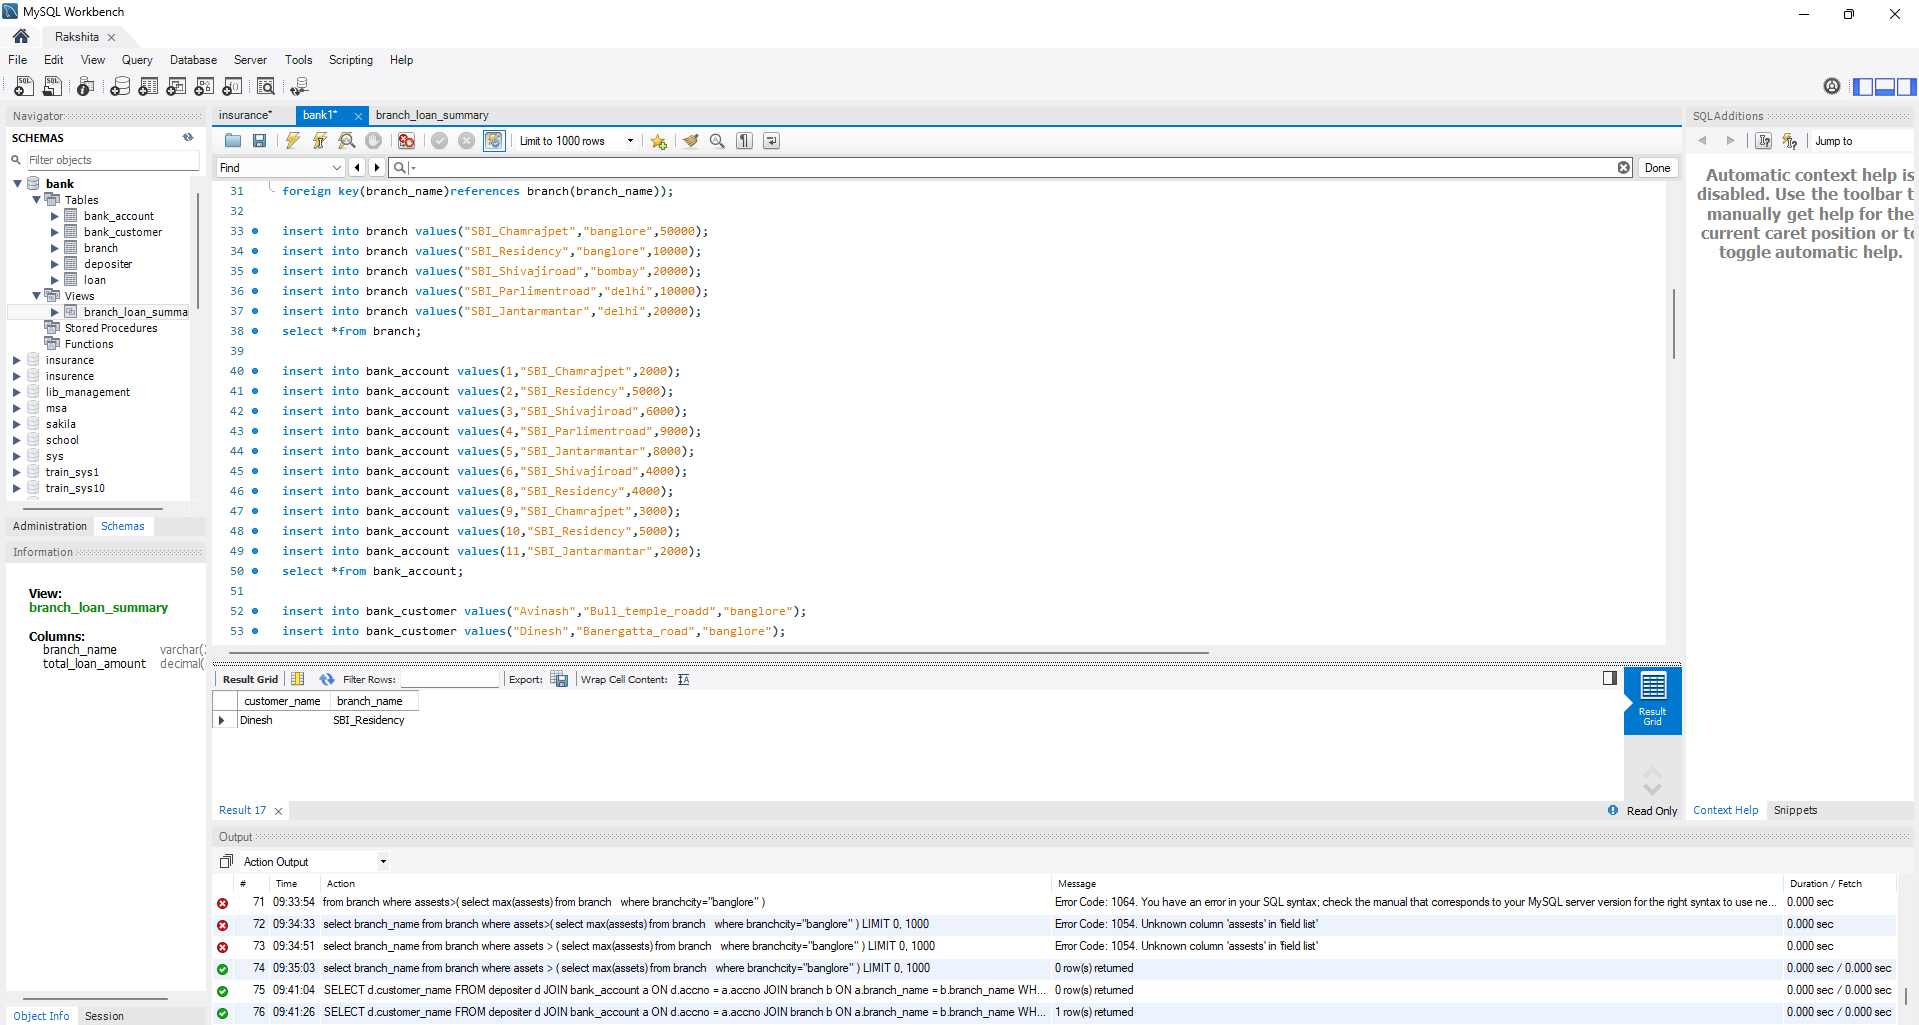 MySQL Workbench
Rakshita
File Edit View Query Database Server Tools Scripting Help
Navigator
SCHEMAS
Filter objects
bank
Tables
bank_account
bank_customer
branch
depositer
loan
Views
branch_loan_summa
Stored Procedures
Functions
insurance
insurence
lib_management
msa
sakila
school
sys
train_sys1
train_sys10
Administration Schemas
Information
View:
branch_loan_summary
Columns:
branch_name varchar(
total_loan_amount decimal(
Object Info Session
insurance* bank1* branch_loan_summary
Limit to 1000 rows
Find Done
31 foreign key(branch_name)references branch(branch_name));
32
33 insert into branch values("SBI_Chamrajpet","banglore",50000);
34 insert into branch values("SBI_Residency","banglore",10000);
35 insert into branch values("SBI_Shivajiroad","bombay",20000);
36 insert into branch values("SBI_Parlimentroad","delhi",10000);
37 insert into branch values("SBI_Jantarmantar","delhi",20000);
38 select *from branch;
39
40 insert into bank_account values(1,"SBI_Chamrajpet",2000);
41 insert into bank_account values(2,"SBI_Residency",5000);
42 insert into bank_account values(3,"SBI_Shivajiroad",6000);
43 insert into bank_account values(4,"SBI_Parlimentroad",9000);
44 insert into bank_account values(5,"SBI_Jantarmantar",8000);
45 insert into bank_account values(6,"SBI_Shivajiroad",4000);
46 insert into bank_account values(8,"SBI_Residency",4000);
47 insert into bank_account values(9,"SBI_Chamrajpet",3000);
48 insert into bank_account values(10,"SBI_Residency",5000);
49 insert into bank_account values(11,"SBI_Jantarmantar",2000);
50 select *from bank_account;
51
52 insert into bank_customer values("Avinash","Bull_temple_roadd","banglore");
53 insert into bank_customer values("Dinesh","Banergatta_road","banglore");
Result Grid Filter Rows: Export: Wrap Cell Content:
customer_name branch_name
Dinesh SBI_Residency
Result Grid
Result 17 Read Only
SQLAdditions
Jump to
Automatic context help is
disabled. Use the toolbar t
manually get help for the
current caret position or to
toggle automatic help.
Context Help Snippets
Output
Action Output
# Time Action Message Duration / Fetch
71 09:33:54 from branch where assests>( select max(assests) from branch where branchcity="banglore" ) Error Code: 1064. You have an error in your SQL syntax; check the manual that corresponds to your MySQL server version for the right syntax to use ne... 0.000 sec
72 09:34:33 select branch_name from branch where assets>( select max(assests) from branch where branchcity="banglore" ) LIMIT 0, 1000 Error Code: 1054. Unknown column 'assests' in 'field list' 0.000 sec
73 09:34:51 select branch_name from branch where assets > ( select max(assests) from branch where branchcity="banglore" ) LIMIT 0, 1000 Error Code: 1054. Unknown column 'assests' in 'field list' 0.000 sec
74 09:35:03 select branch_name from branch where assets > ( select max(assets) from branch where branchcity="banglore" ) LIMIT 0, 1000 0 row(s) returned 0.000 sec / 0.000 sec
75 09:41:04 SELECT d.customer_name FROM depositer d JOIN bank_account a ON d.accno = a.accno JOIN branch b ON a.branch_name = b.branch_name WH... 0 row(s) returned 0.000 sec / 0.000 sec
76 09:41:26 SELECT d.customer_name FROM depositer d JOIN bank_account a ON d.accno = a.accno JOIN branch b ON a.branch_name = b.branch_name WH... 1 row(s) returned 0.000 sec / 0.000 sec